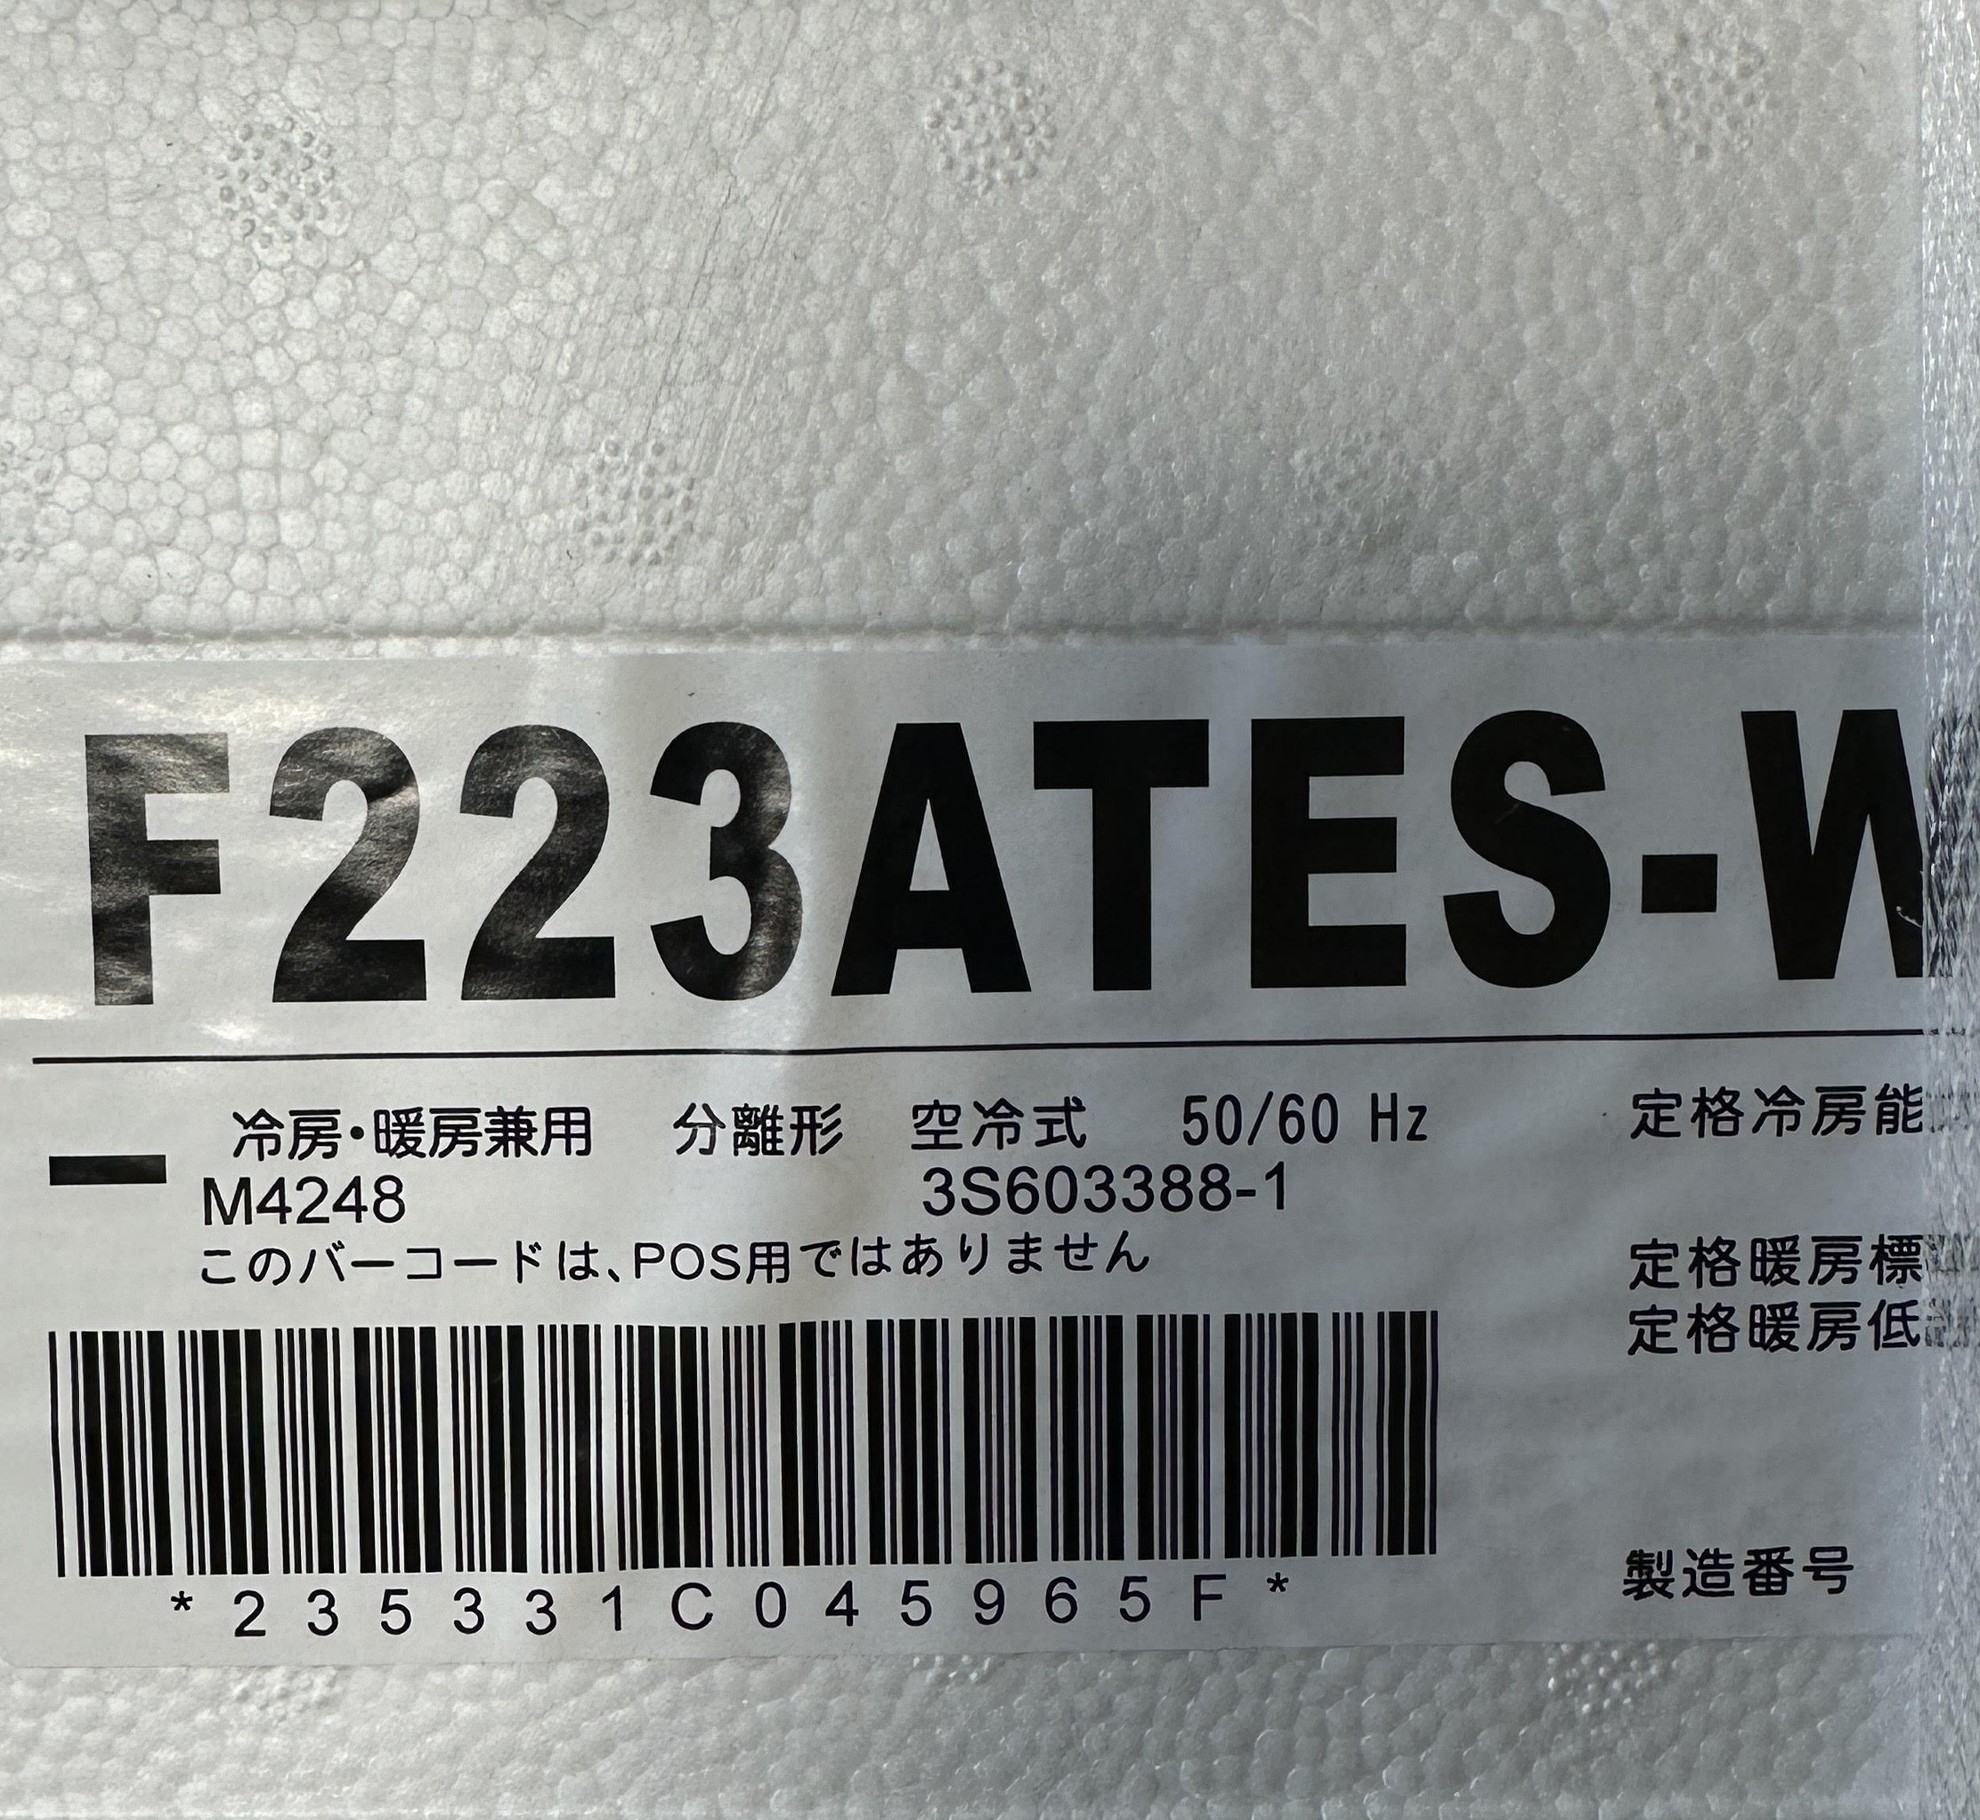 F223ATES-W
冷房・暖房兼用 分離形 空冷式 50/60 Hz 定格冷房能
M4248 3S603388-1
このバーコードは、POS用ではありません
定格暖房標
定格暖房低
*235331C045965F*
製造番号